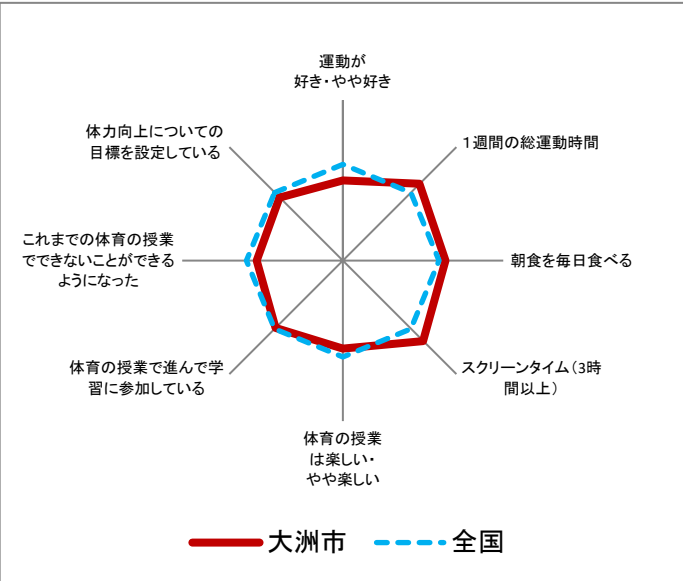 運動が
好き・やや好き
1週間の総運動時間
朝食を毎日食べる
スクリーンタイム(3時
間以上)
体育の授業
は楽しい・
やや楽しい
体育の授業で進んで学
習に参加している
これまでの体育の授業
でできないことができる
ようになった
体力向上についての
目標を設定している
大洲市
全国